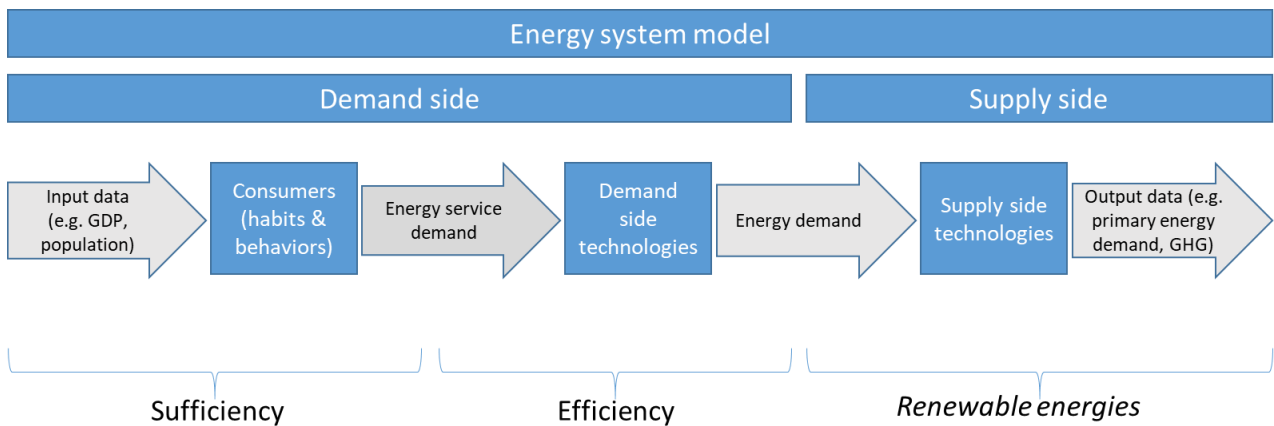 Energy system model
Demand side
Supply side
Input data
(e.g. GDP,
population)
Consumers
(habits &
behaviors)
Energy service
demand
Demand
side
technologies
Energy demand
Supply side
technologies
Output data (e.g.
primary energy
demand, GHG)
Sufficiency
Efficiency
Renewable energies